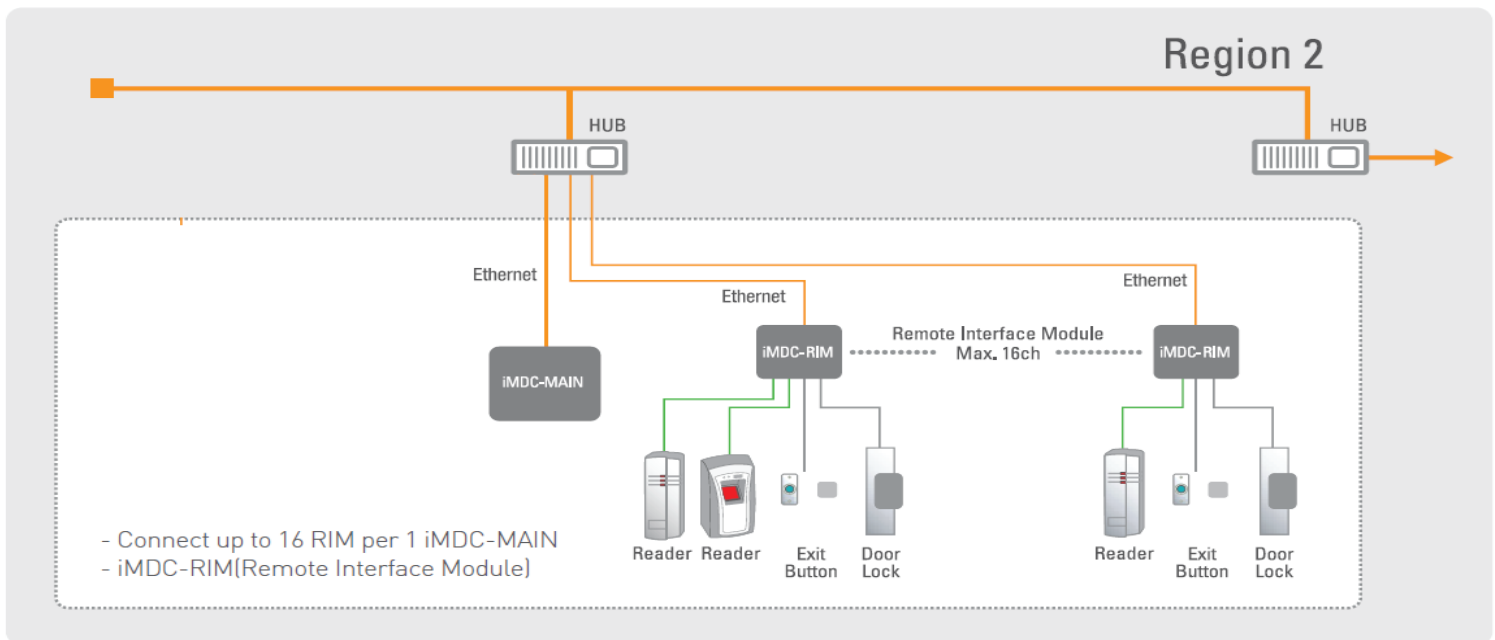 Region 2
HUB
HUB
Ethernet
Ethernet
Ethernet
iMDC-MAIN
iMDC-RIM
Remote Interface Module
Max. 16ch
iMDC-RIM
Reader
Reader
Exit
Button
Door
Lock
Reader
Exit
Button
Door
Lock
- Connect up to 16 RIM per 1 iMDC-MAIN
- iMDC-RIM(Remote Interface Module)